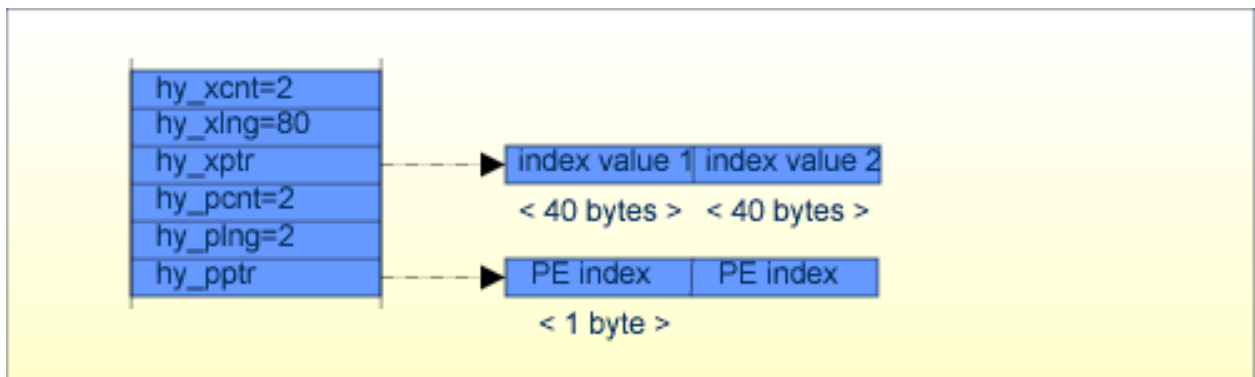 hy_xcnt=2
hy_xlng=80
hy_xptr
index value 1 index value 2
hy_pcnt=2
< 40 bytes > < 40 bytes >
hy_plng=2
hy_pptr
PE index PE index
< 1 byte >